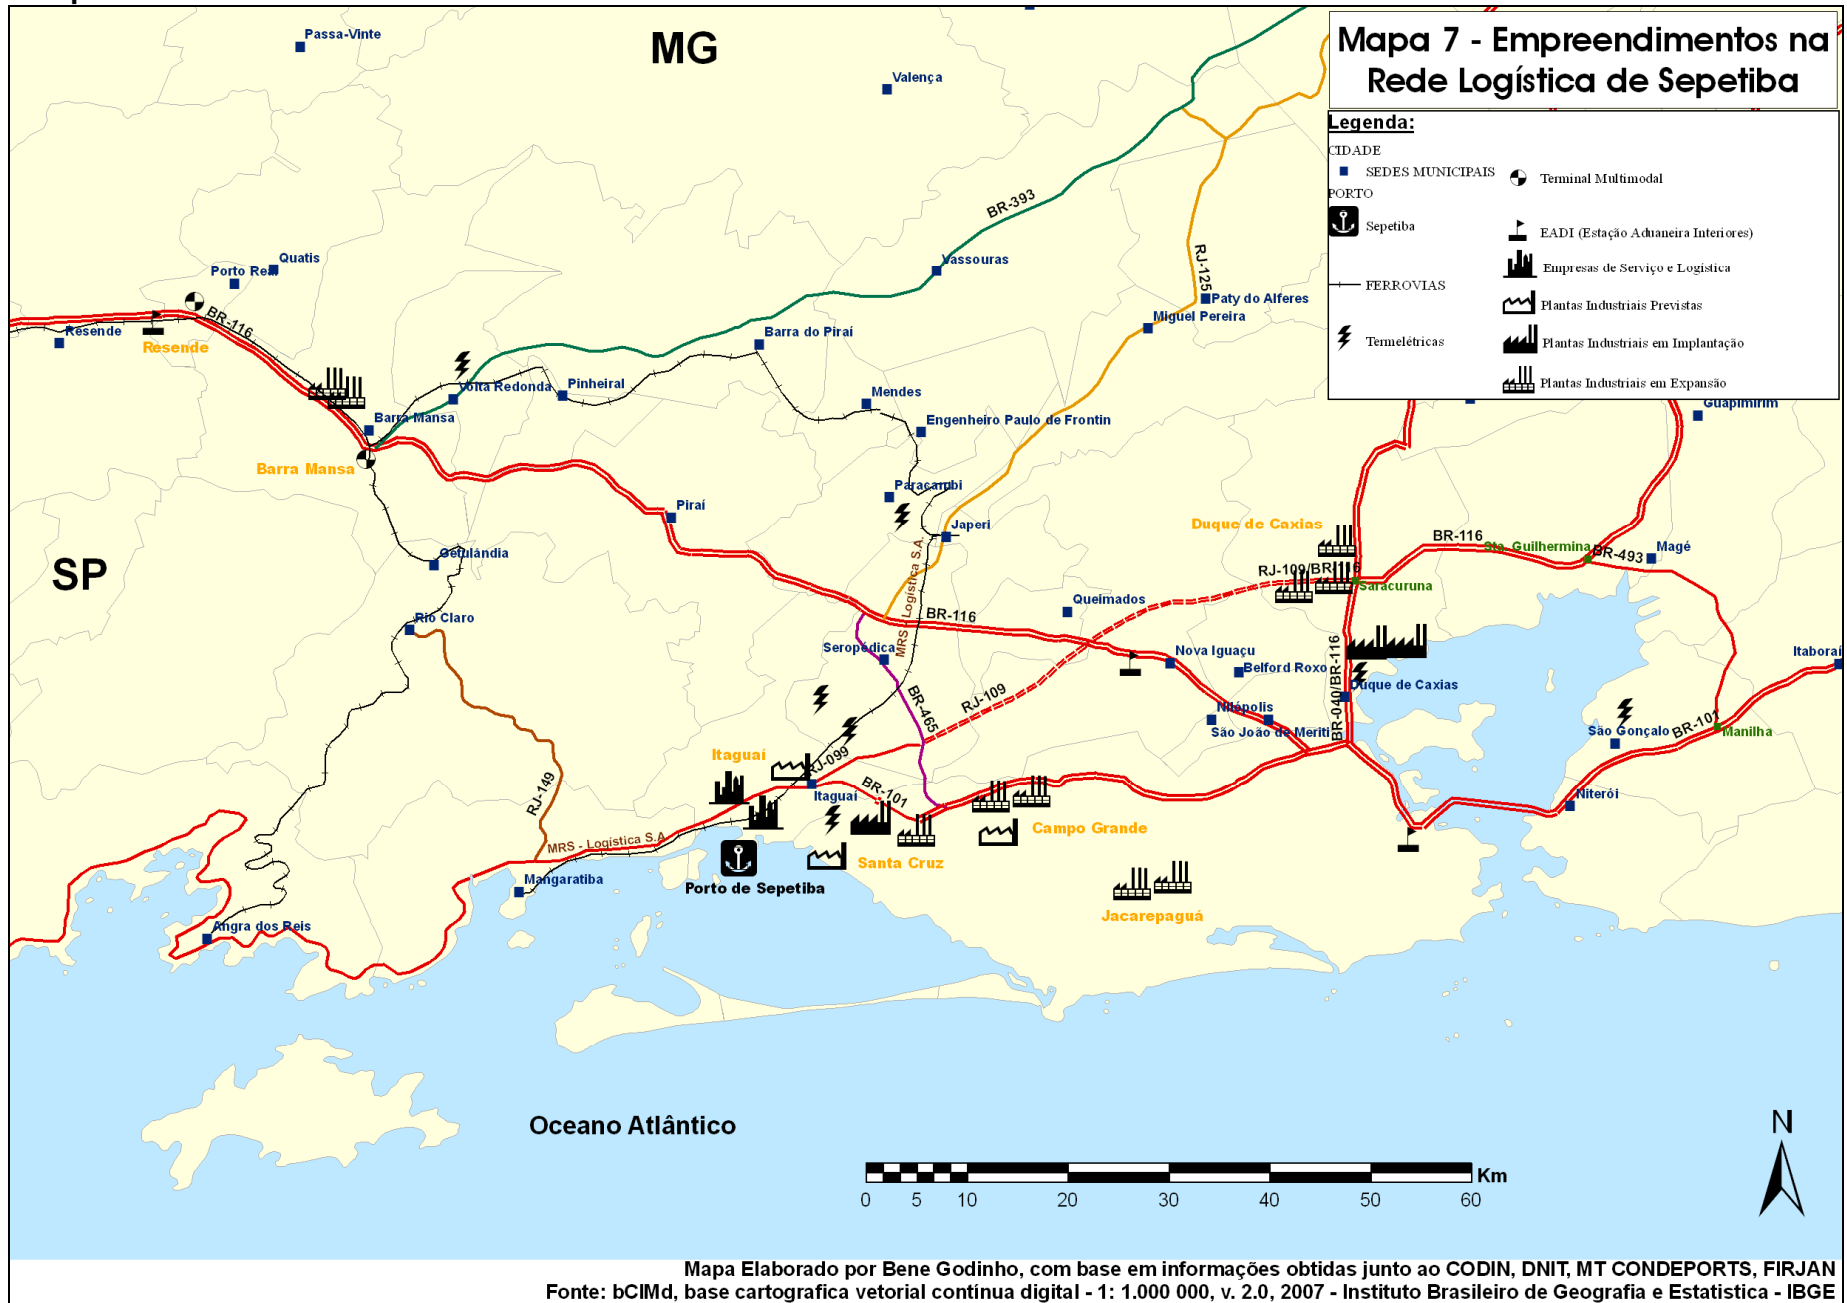 Mapa 7 - Empreendimentos na
Rede Logística de Sepetiba
Legenda:
CIDADE
SEDES MUNICIPAIS
PORTO
Sepetiba
FERROVIAS
Termelétricas
Terminal Multimodal
EADI (Estação Aduaneira Interiores)
Empresas de Serviço e Logística
Plantas Industriais Previstas
Plantas Industriais em Implantação
Plantas Industriais em Expansão
Passa-Vinte
MG
Valença
BR-393
Quatis
Porto Real
Vassouras
RJ-125
Paty do Alferes
Miguel Pereira
BR-116
Resende
Resende
Barra do Piraí
Volta Redonda
Pinheiral
Mendes
Barra Mansa
Engenheiro Paulo de Frontin
Guapimirim
Barra Mansa
Paracambi
Piraí
Japeri
Duque de Caxias
BR-116
Sta. Guilhermina
BR-493
Magé
SP
Getulândia
MRS - Logística S.A.
RJ-109/BR-116
Saracuruna
Queimados
Rio Claro
BR-116
Seropédica
Nova Iguaçu
Belford Roxo
Itaboraí
BR-465
RJ-109
BR-040/BR-116
Duque de Caxias
Nilópolis
São João de Meriti
São Gonçalo
BR-101
Manilha
Itaguaí
RJ-099
RJ-149
Itaguaí
BR-101
Niterói
Campo Grande
MRS - Logística S.A.
Santa Cruz
Mangaratiba
Porto de Sepetiba
Jacarepaguá
Angra dos Reis
Oceano Atlântico
N
Km
0 5 10 20 30 40 50 60
Mapa Elaborado por Bene Godinho, com base em informações obtidas junto ao CODIN, DNIT, MT CONDEPORTS, FIRJAN
Fonte: bCIMd, base cartografica vetorial contínua digital - 1: 1.000 000, v. 2.0, 2007 - Instituto Brasileiro de Geografia e Estatistica - IBGE